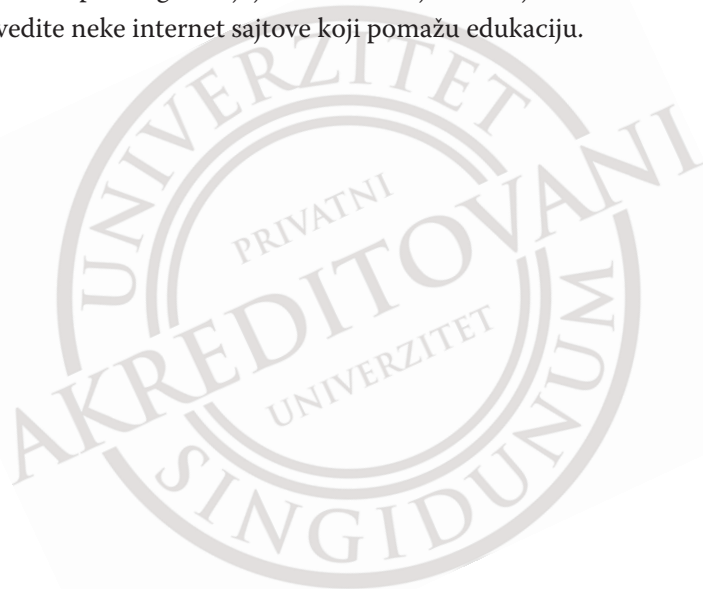 vedite neke internet sajtove koji pomažu edukaciju.
UNIVERZITET
PRIVATNI
AKREDITOVANI
UNIVERZITET
SINGIDUNUM